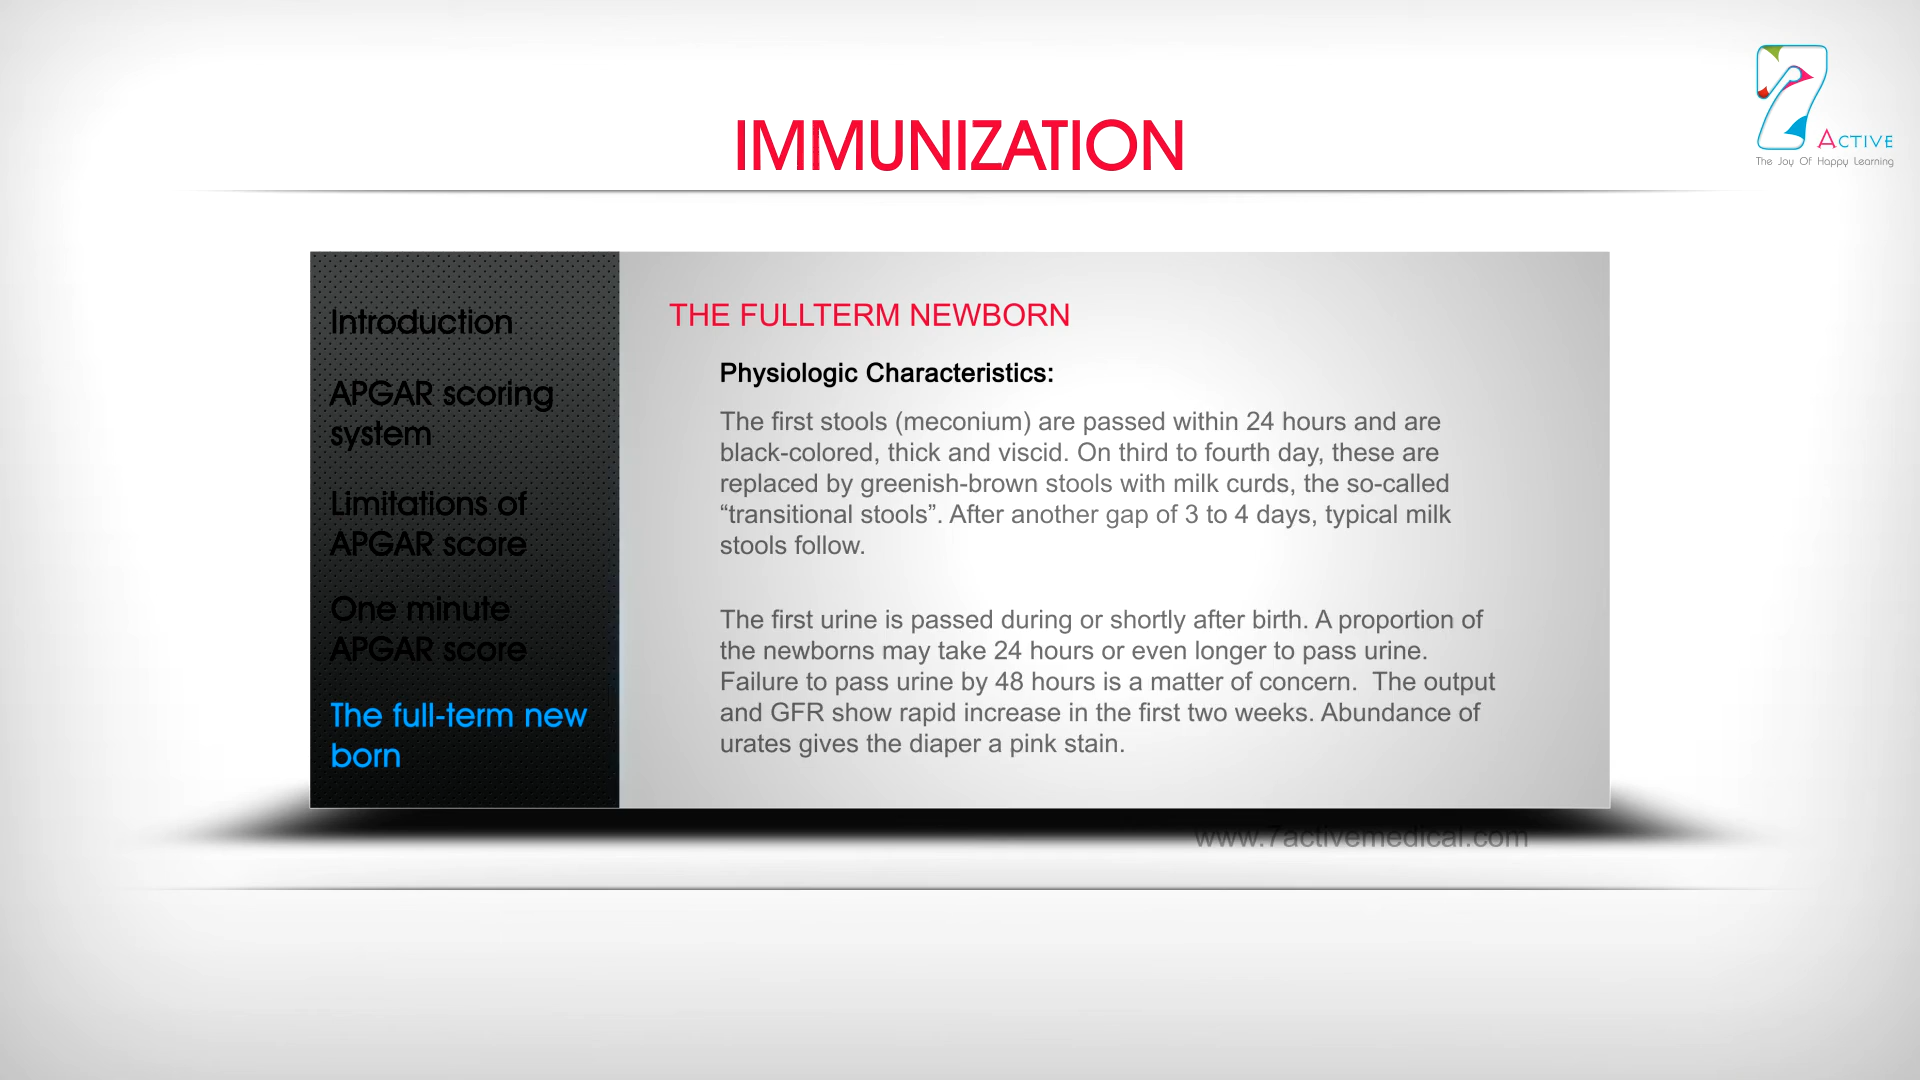 7 ACTIVE
The Joy Of Happy Learning
IMMUNIZATION
Introduction
APGAR scoring
system
Limitations of
APGAR score
One minute
APGAR score
The full-term new
born
THE FULLTERM NEWBORN
Physiologic Characteristics:
The first stools (meconium) are passed within 24 hours and are
black-colored, thick and viscid. On third to fourth day, these are
replaced by greenish-brown stools with milk curds, the so-called
“transitional stools”. After another gap of 3 to 4 days, typical milk
stools follow.
The first urine is passed during or shortly after birth. A proportion of
the newborns may take 24 hours or even longer to pass urine.
Failure to pass urine by 48 hours is a matter of concern.  The output
and GFR show rapid increase in the first two weeks. Abundance of
urates gives the diaper a pink stain.
www.7activemedical.com